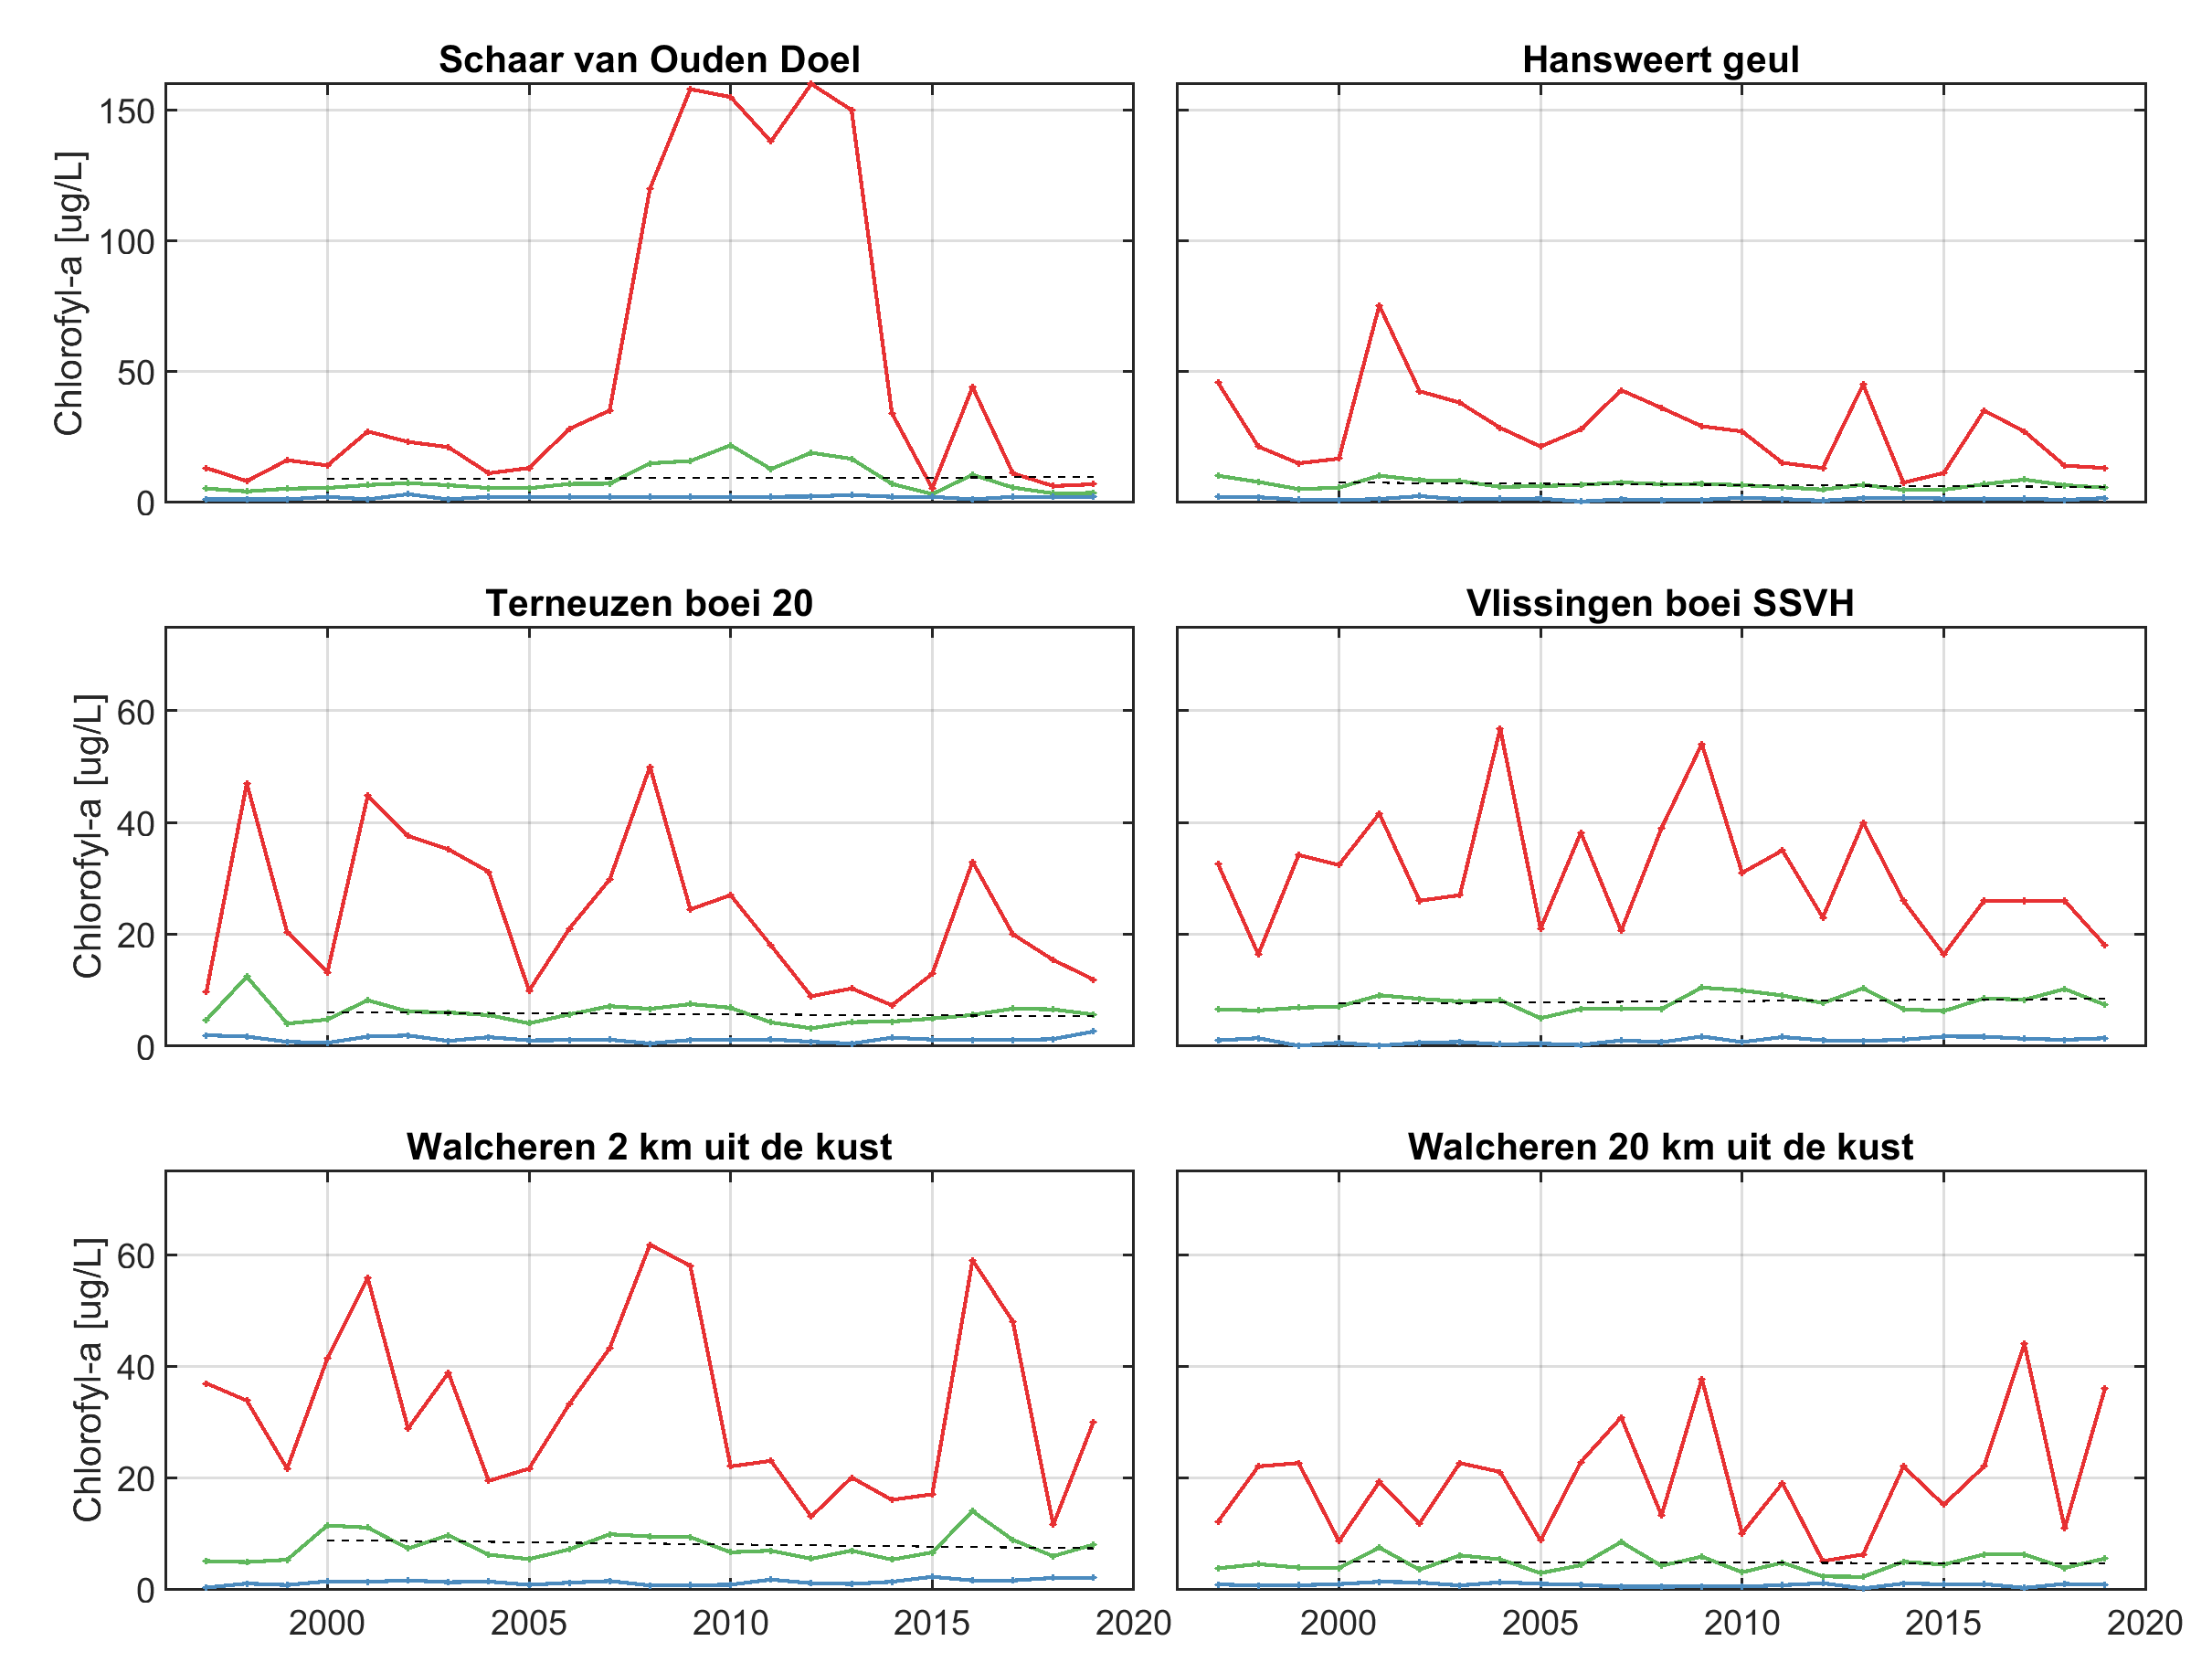 Schaar van Ouden Doel
Hansweert geul
Chlorofyl-a [ug/L]
150
100
50
0
Terneuzen boei 20
Vlissingen boei SSVH
Chlorofyl-a [ug/L]
60
40
20
0
Walcheren 2 km uit de kust
Walcheren 20 km uit de kust
Chlorofyl-a [ug/L]
60
40
20
0
2000 2005 2010 2015 2020
2000 2005 2010 2015 2020